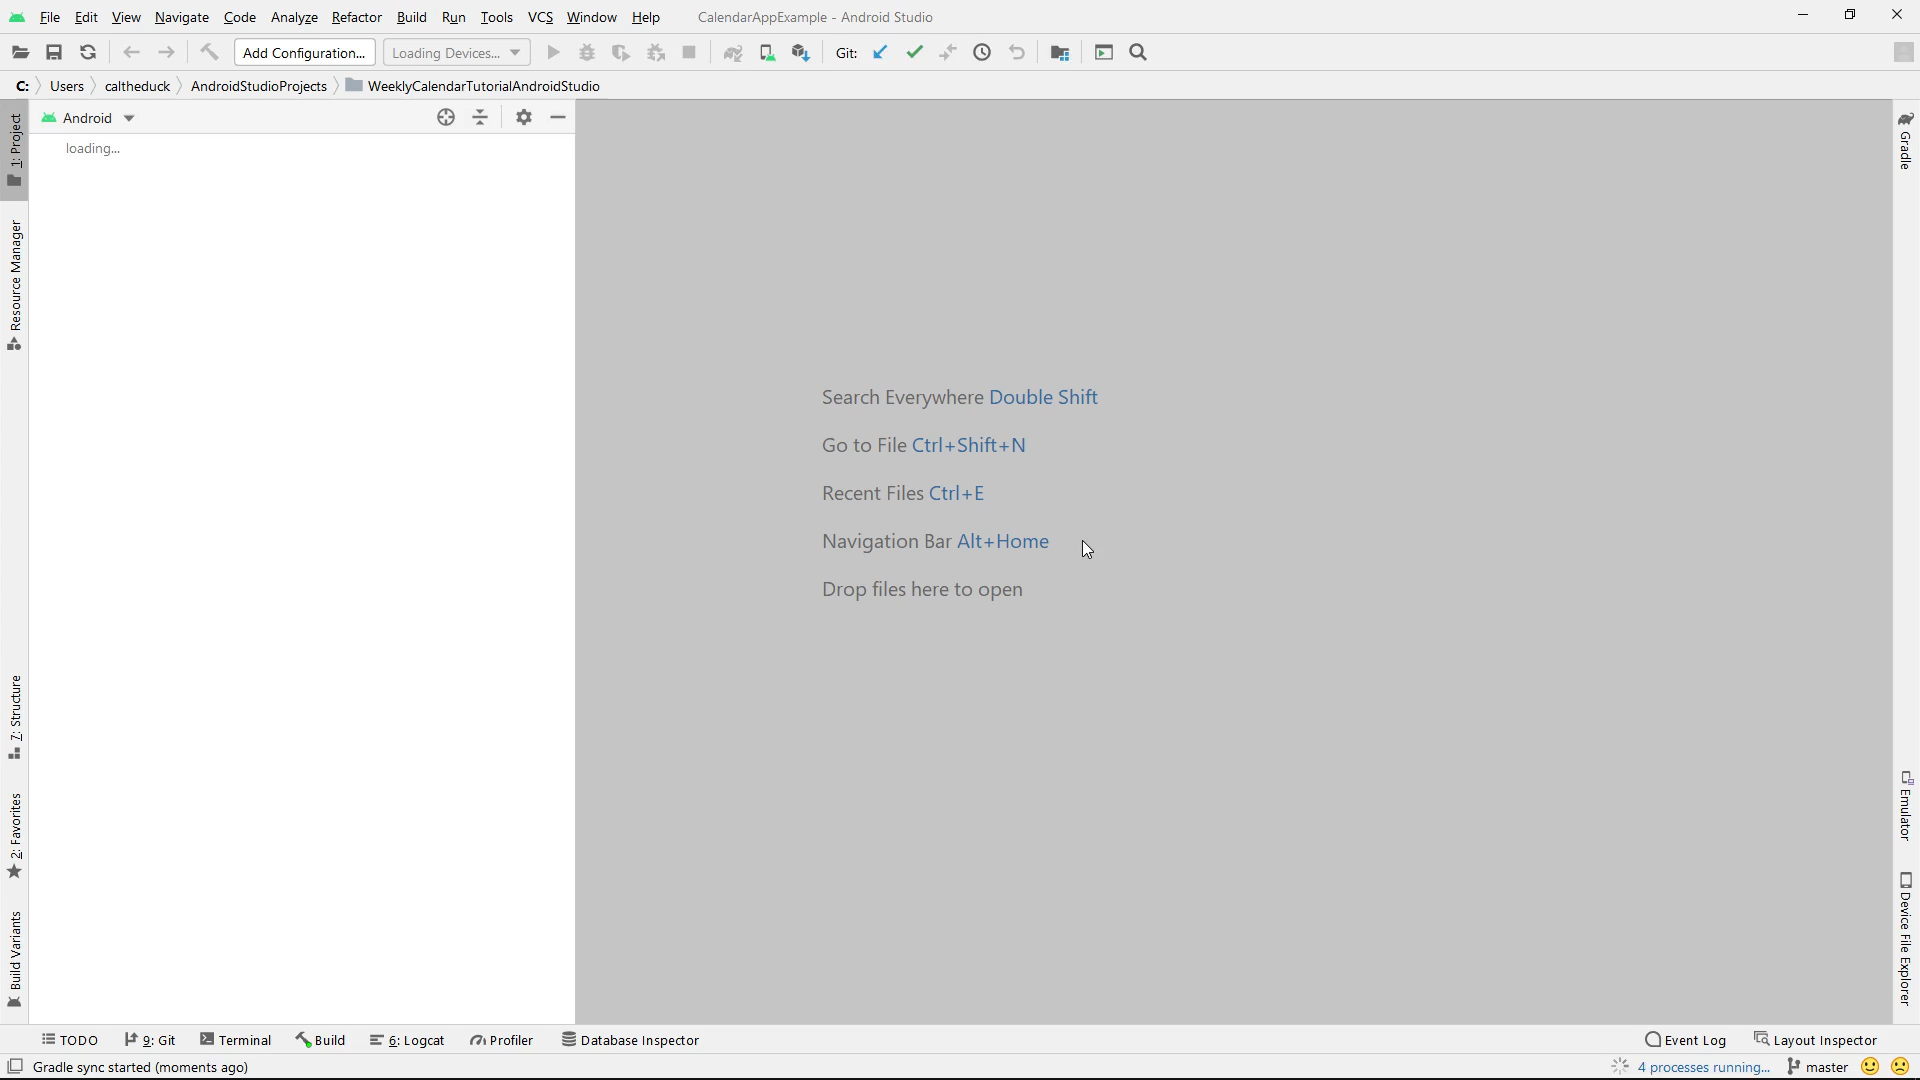 File Edit View Navigate Code Analyze Refactor Build Run Tools VCS Window Help CalendarAppExample - Android Studio
Add Configuration... Loading Devices... Git:
C: Users caltheduck AndroidStudioProjects WeeklyCalendarTutorialAndroidStudio
Android
loading...
1: Project
Resource Manager
7: Structure
2: Favorites
Build Variants
Search Everywhere Double Shift
Go to File Ctrl+Shift+N
Recent Files Ctrl+E
Navigation Bar Alt+Home
Drop files here to open
Gradle
Emulator
Device File Explorer
TODO 9: Git Terminal Build 6: Logcat Profiler Database Inspector Event Log Layout Inspector
Gradle sync started (moments ago) 4 processes running... master